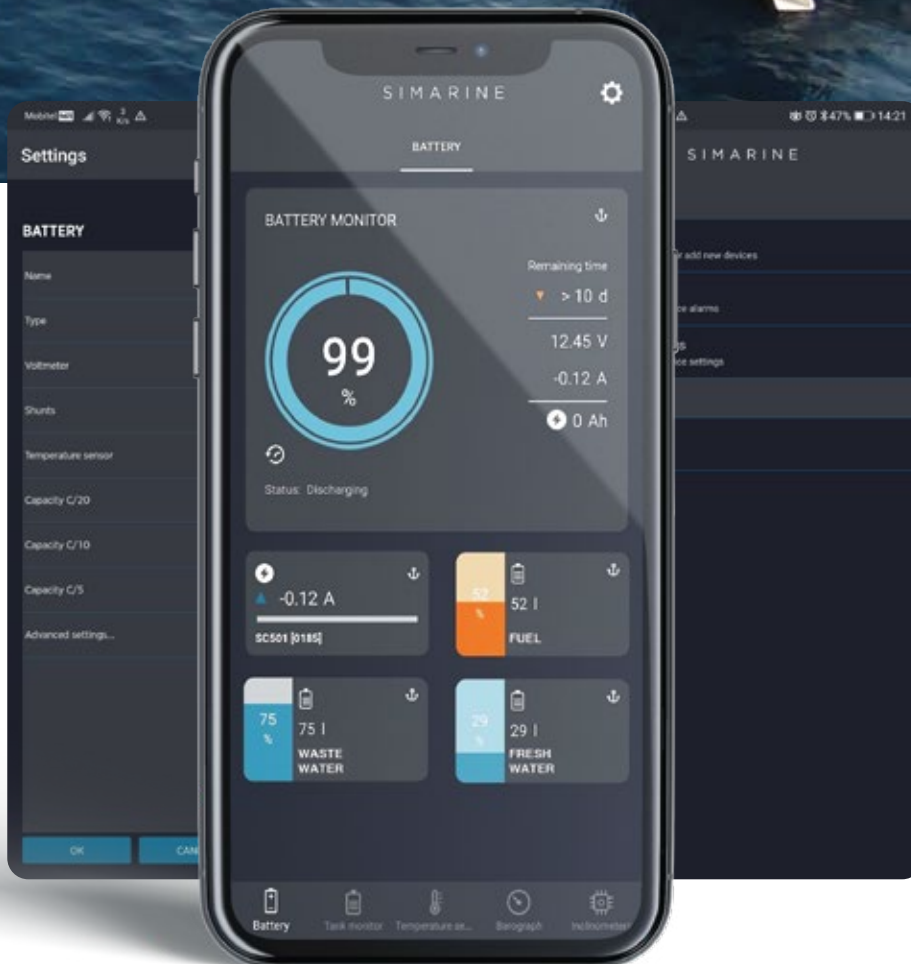 Mobitel
3
K/s
Settings
BATTERY
Name
Type
Voltmeter
Shunts
Temperature sensor
Capacity C/20
Capacity C/10
Capacity C/5
Advanced settings...
OK
SIMARINE
BATTERY
BATTERY MONITOR
99
%
Remaining time
> 10 d
12.45 V
-0.12 A
0 Ah
Status: Discharging
-0.12 A
SC501 [0185]
52
%
52 l
FUEL
75
%
75 l
WASTE
WATER
29
%
29 l
FRESH
WATER
Battery
Tank monitor
Temperature se...
Barograph
Inclinometer
47%
14:21
SIMARINE
add new devices
alarms
settings